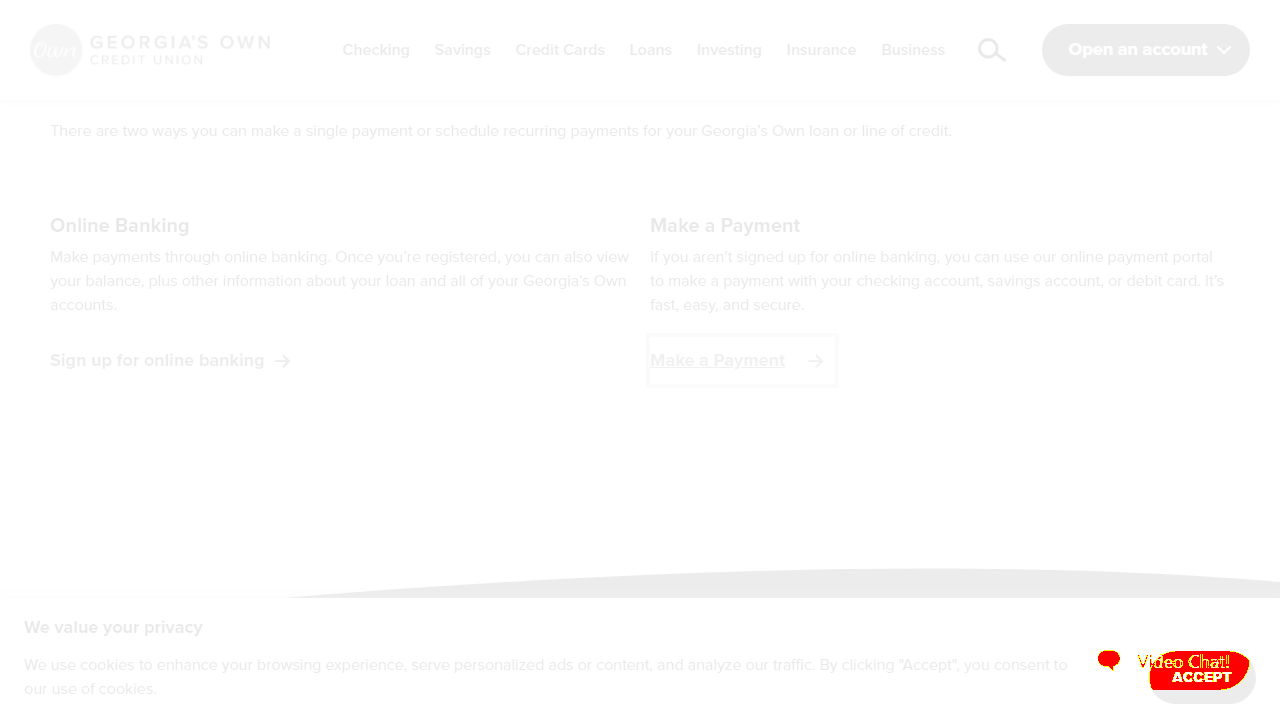 Own
GEORGIA'S OWN
CREDIT UNION
Checking
Savings
Credit Cards
Loans
Investing
Insurance
Business
Open an account
There are two ways you can make a single payment or schedule recurring payments for your Georgia's Own loan or line of credit.
Online Banking
Make payments through online banking. Once you're registered, you can also view
your balance, plus other information about your loan and all of your Georgia's Own
accounts.
Sign up for online banking
Make a Payment
If you aren't signed up for online banking, you can use our online payment portal
to make a payment with your checking account, savings account, or debit card. It's
fast, easy, and secure.
Make a Payment
We value your privacy
We use cookies to enhance your browsing experience, serve personalized ads or content, and analyze our traffic. By clicking "Accept", you consent to
our use of cookies.
Video Chat!
ACCEPT